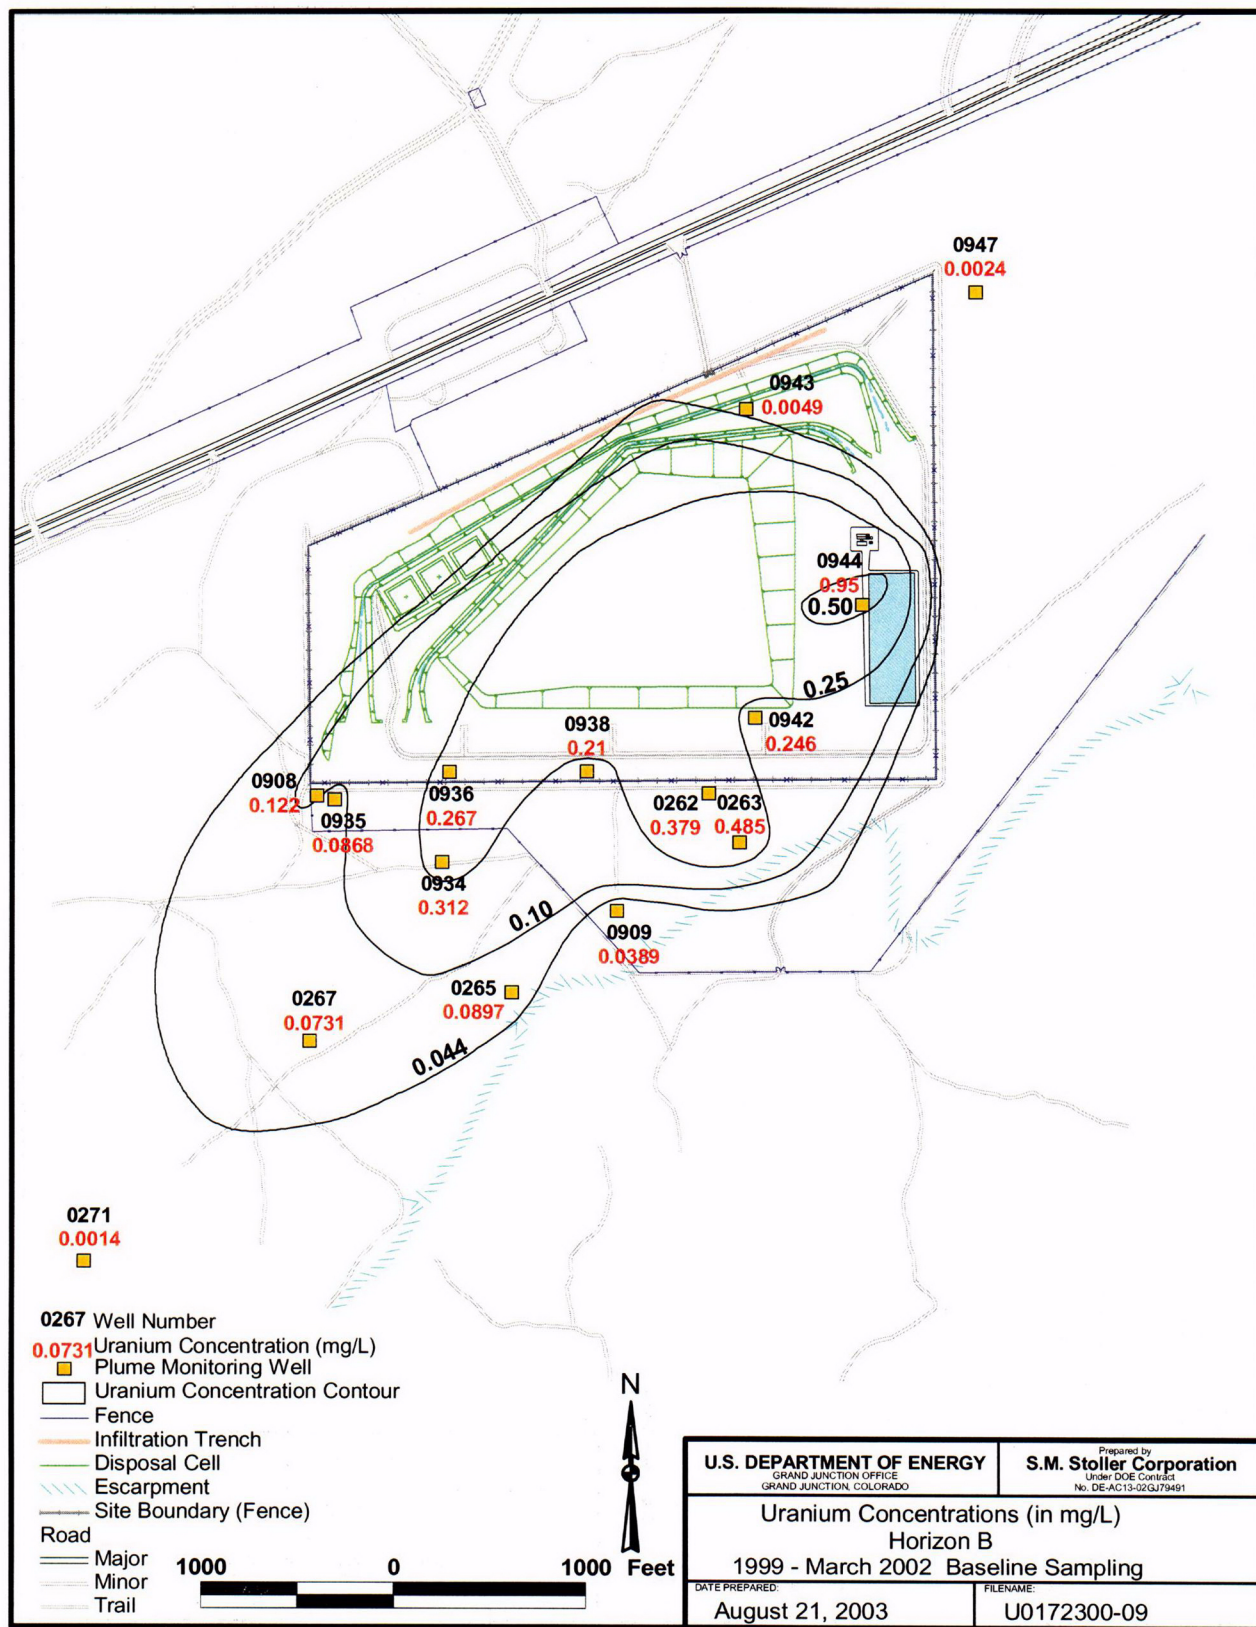 0947
0.0024
0943
0.0049
0944
0.95
0.50
0.25
0942
0.246
0938
0.21
0908
0.122
0935
0.0868
0936
0.267
0262
0.379
0263
0.485
0934
0.312
0.10
0909
0.0389
0265
0.0897
0267
0.0731
0.044
0271
0.0014
0267 Well Number
0.0731 Uranium Concentration (mg/L)
Plume Monitoring Well
Uranium Concentration Contour
Fence
Infiltration Trench
Disposal Cell
Escarpment
Site Boundary (Fence)
Road
Major
Minor
Trail
N
1000 0 1000 Feet
U.S. DEPARTMENT OF ENERGY
GRAND JUNCTION OFFICE
GRAND JUNCTION, COLORADO
Prepared by
S.M. Stoller Corporation
Under DOE Contract
No. DE-AC13-02GJ79491
Uranium Concentrations (in mg/L)
Horizon B
1999 - March 2002 Baseline Sampling
DATE PREPARED:
August 21, 2003
FILENAME:
U0172300-09